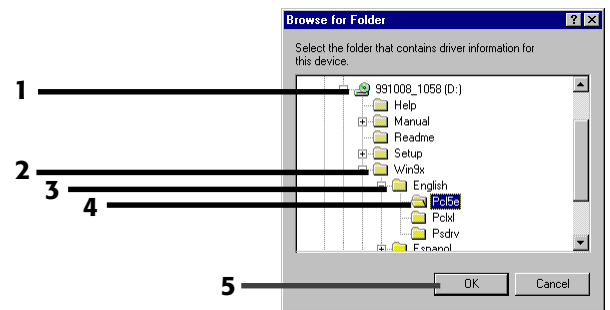 Browse for Folder
Select the folder that contains driver information for
this device.
1 991008_1058 (D:)
Help
Manual
Readme
Setup
2 Win9x
3 English
4 Pcl5e
Pclxl
Psdrv
Espanol
5 OK Cancel